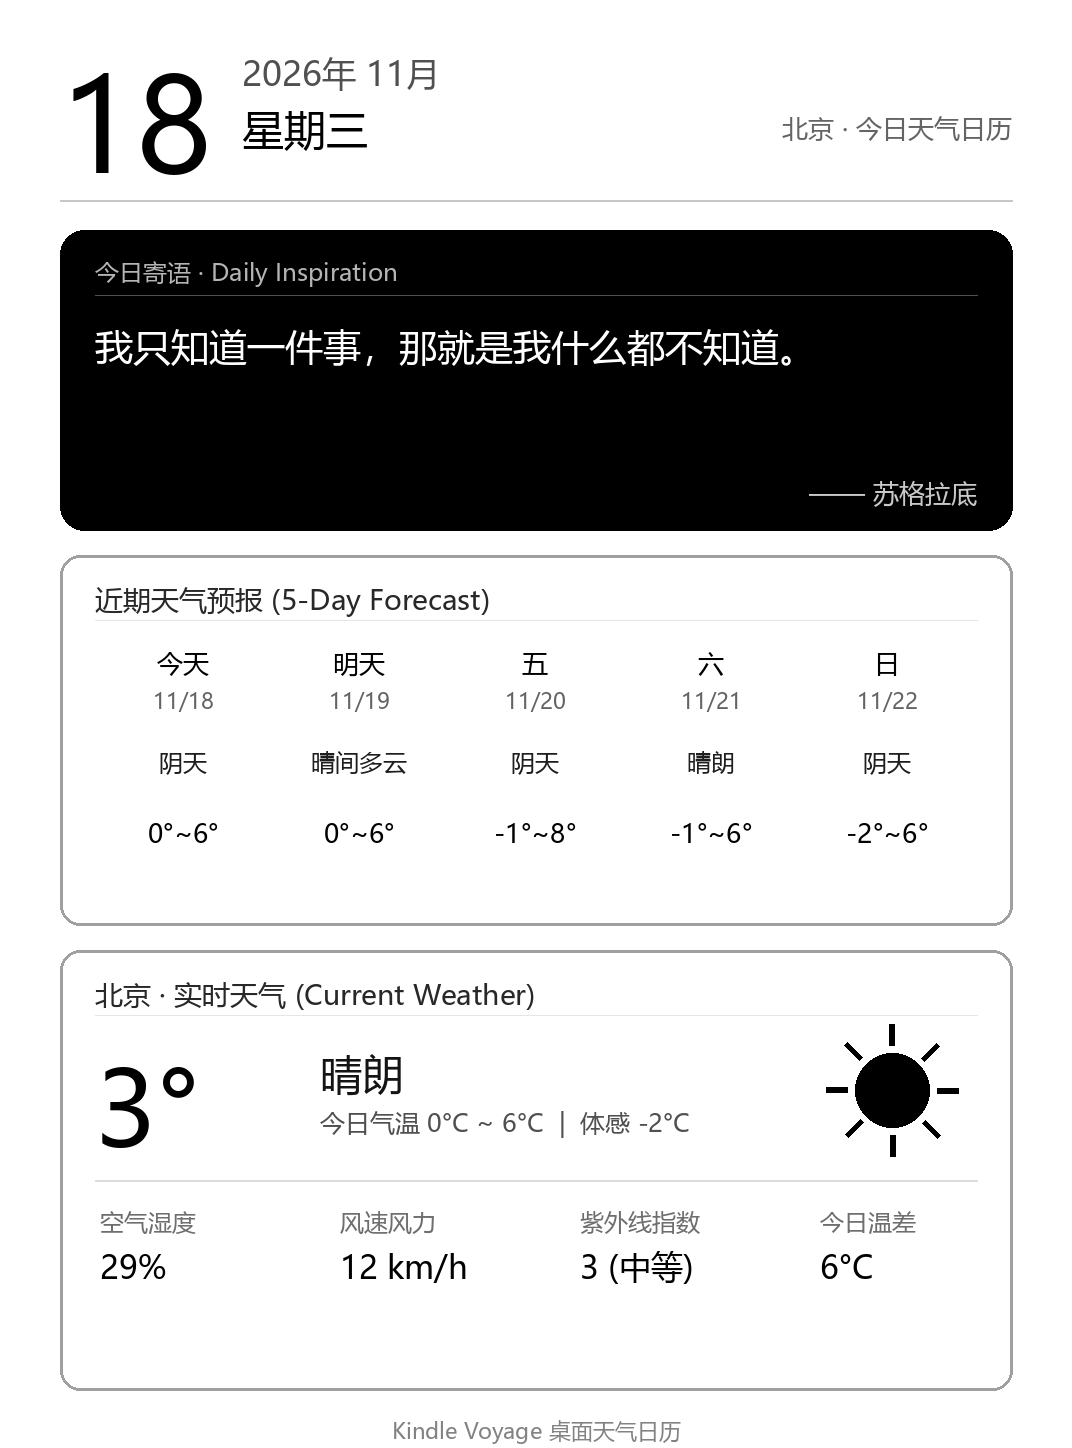 18
2026年 11月
星期三
北京 · 今日天气日历
今日寄语 · Daily Inspiration
我只知道一件事，那就是我什么都不知道。
—— 苏格拉底
近期天气预报 (5-Day Forecast)
今天 明天 五 六 日
11/18 11/19 11/20 11/21 11/22
阴天 晴间多云 阴天 晴朗 阴天
0°~6° 0°~6° -1°~8° -1°~6° -2°~6°
北京 · 实时天气 (Current Weather)
3°
晴朗
今日气温 0°C ~ 6°C | 体感 -2°C
空气湿度 风速风力 紫外线指数 今日温差
29% 12 km/h 3 (中等) 6°C
Kindle Voyage 桌面天气日历